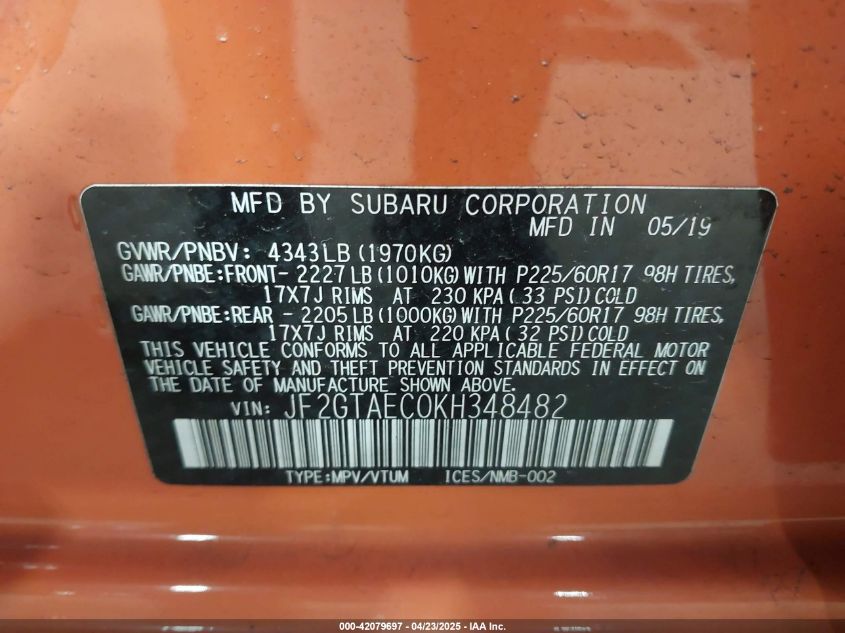 MFD BY SUBARU CORPORATION
MFD IN 05/19
GVWR/PNBV: 4343LB(1970KG)
GAWR/PNBE:FRONT- 2227LB(1010KG)WITH P225/60R17 98H TIRES,
17X7J RIMS AT 230 KPA( 33 PSI)COLD
GAWR/PNBE:REAR - 2205LB(1000KG)WITH P225/60R17 98H TIRES,
17X7J RIMS AT 220 KPA( 32 PSI)COLD
THIS VEHICLE CONFORMS TO ALL APPLICABLE FEDERAL MOTOR
VEHICLE SAFETY AND THEFT PREVENTION STANDARDS IN EFFECT ON
THE DATE OF MANUFACTURE SHOWN ABOVE.
VIN: JF2GTAEC0KH348482
TYPE:MPV/VTUM ICES/NMB-002
000-42079697 - 04/23/2025 - IAA Inc.